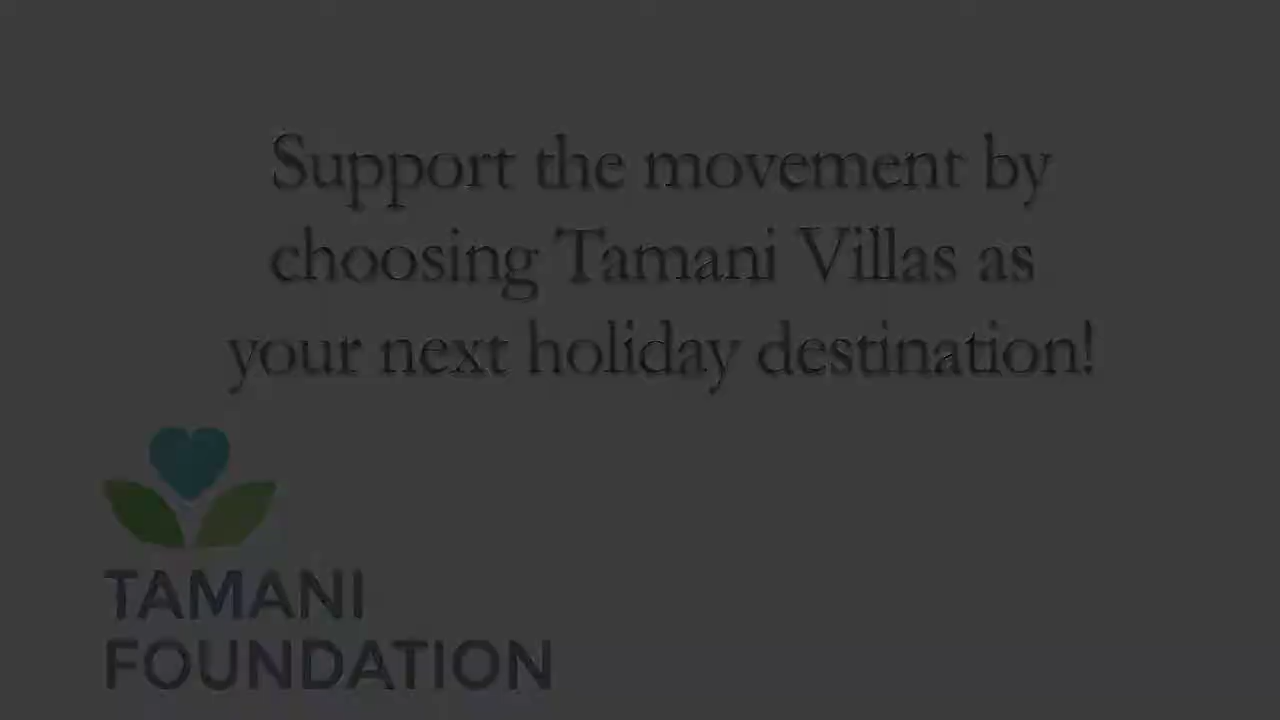 Support the movement by
choosing Tamani Villas as
your next holiday destination!
TAMANI
FOUNDATION